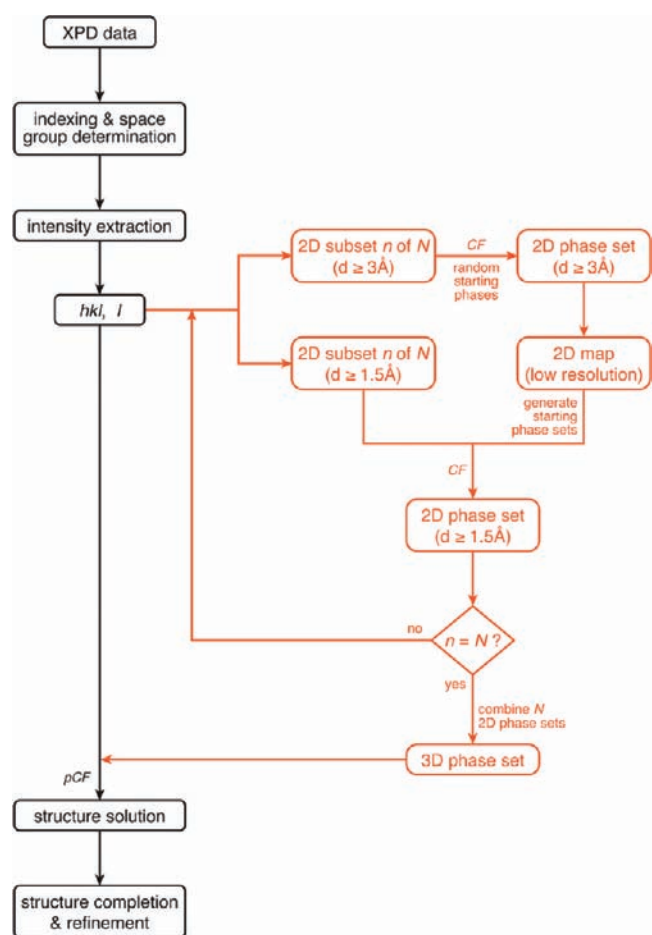 XPD data
indexing & space
group determination
intensity extraction
hkl, I
2D subset n of N
(d ≥ 3Å)
CF
random
starting
phases
2D phase set
(d ≥ 3Å)
2D subset n of N
(d ≥ 1.5Å)
2D map
(low resolution)
generate
starting
phase sets
CF
2D phase set
(d ≥ 1.5Å)
no
n = N ?
yes
combine N
2D phase sets
3D phase set
pCF
structure solution
structure completion
& refinement